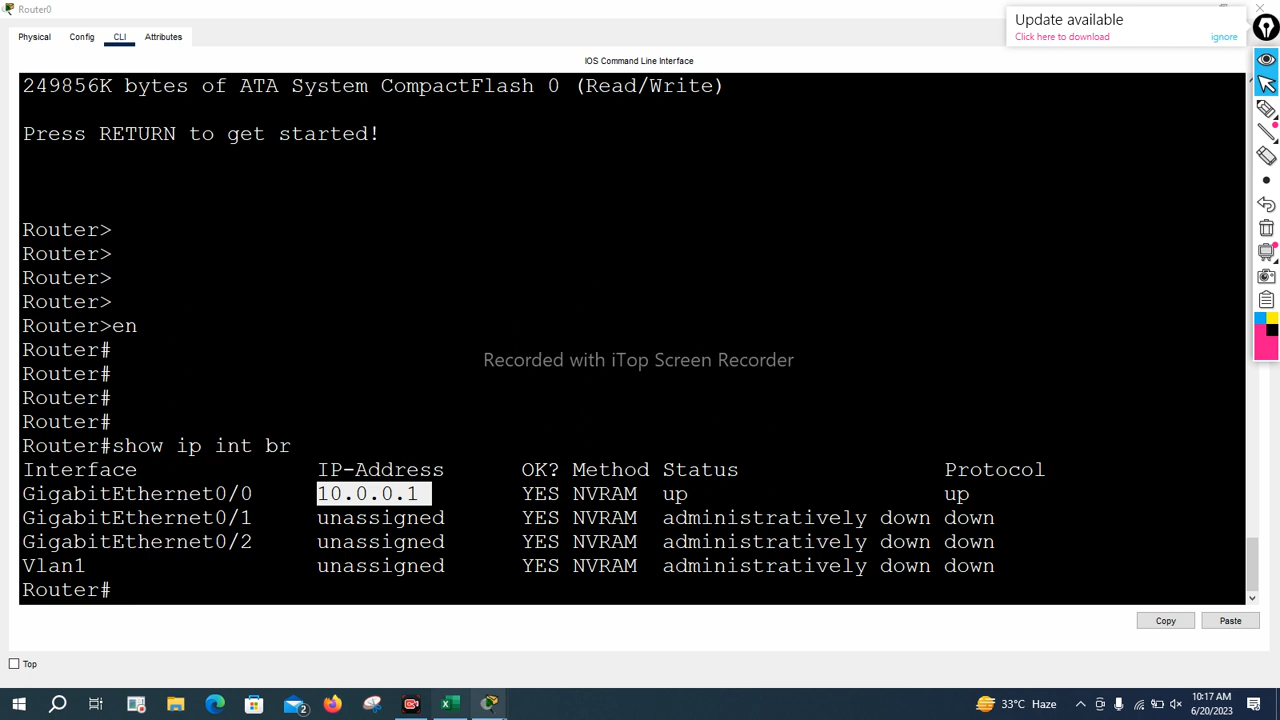 Router0
Update available
Click here to download ignore
Physical Config CLI Attributes
IOS Command Line Interface
249856K bytes of ATA System CompactFlash 0 (Read/Write)
Press RETURN to get started!
Router>
Router>
Router>
Router>
Router>en
Router#
Router#
Router#
Router#
Router#show ip int br
Interface IP-Address OK? Method Status Protocol
GigabitEthernet0/0 10.0.0.1 YES NVRAM up up
GigabitEthernet0/1 unassigned YES NVRAM administratively down down
GigabitEthernet0/2 unassigned YES NVRAM administratively down down
Vlan1 unassigned YES NVRAM administratively down down
Router#
Recorded with iTop Screen Recorder
Copy Paste
Top
2
33°C Haze
10:17 AM
6/20/2023